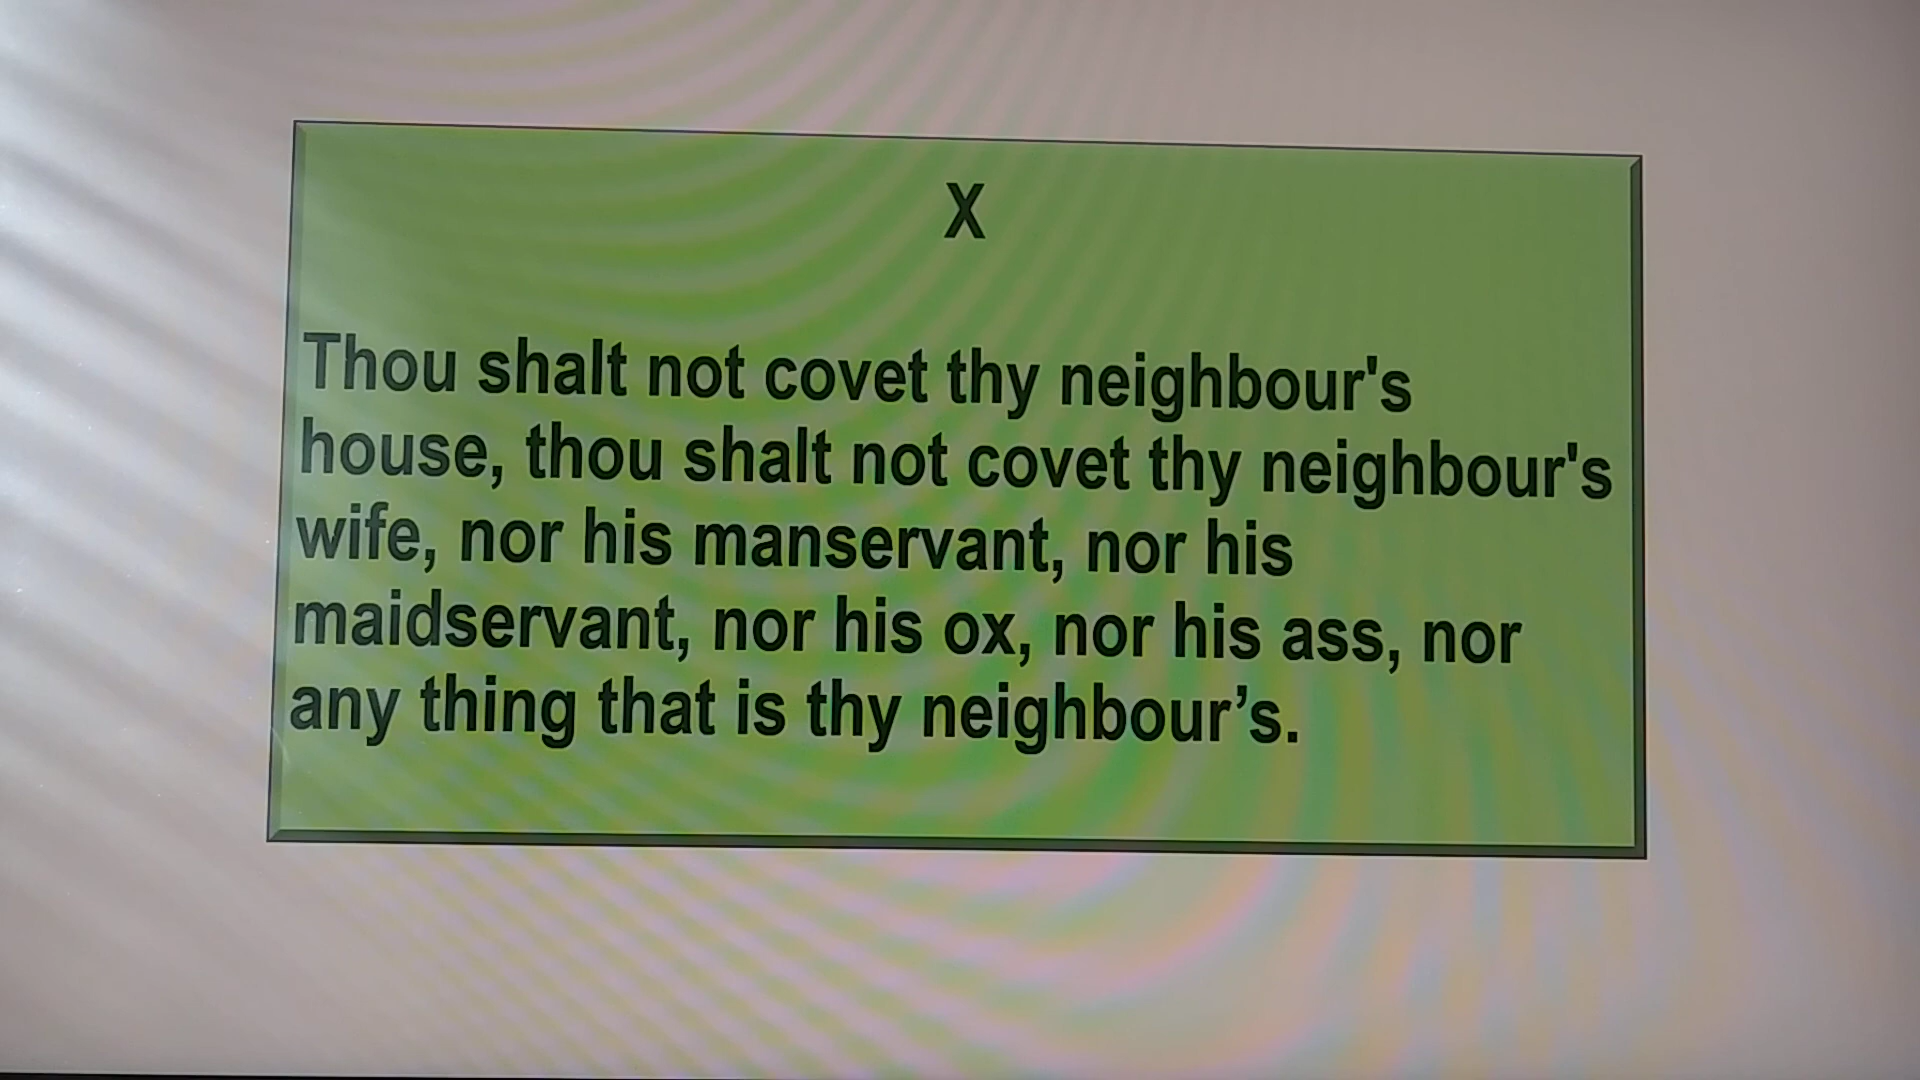 X
Thou shalt not covet thy neighbour's
house, thou shalt not covet thy neighbour's
wife, nor his manservant, nor his
maidservant, nor his ox, nor his ass, nor
any thing that is thy neighbour’s.